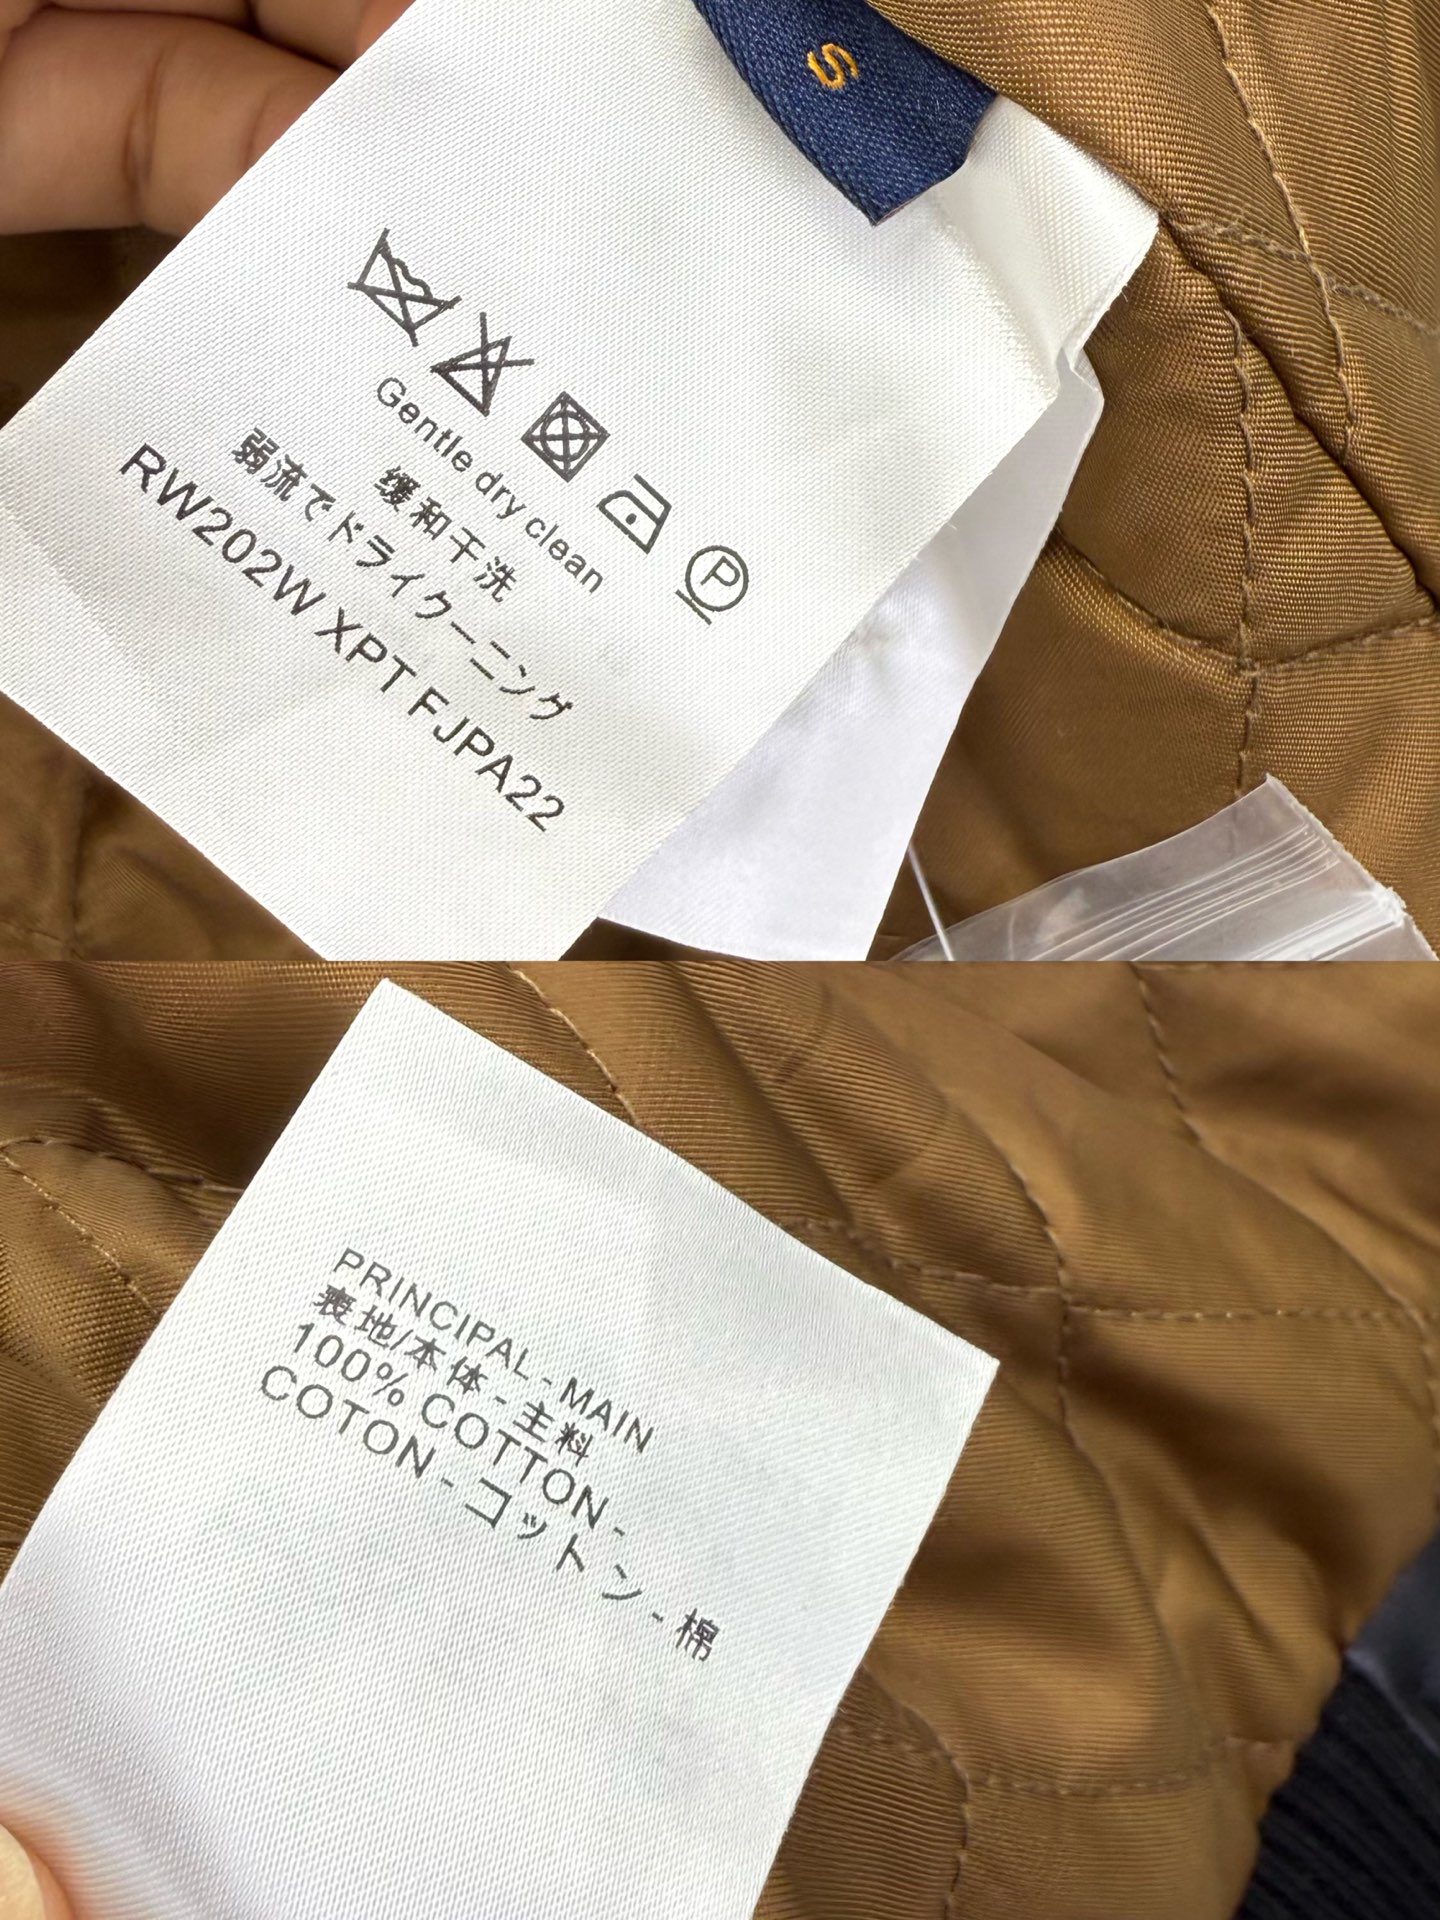 S
P
Gentle dry clean
缓和干洗
弱流でドライクーニング
RW202W XPT FJPA22
PRINCIPAL - MAIN
表地/本体 - 主料
100% COTTON -
COTON - コットン - 棉